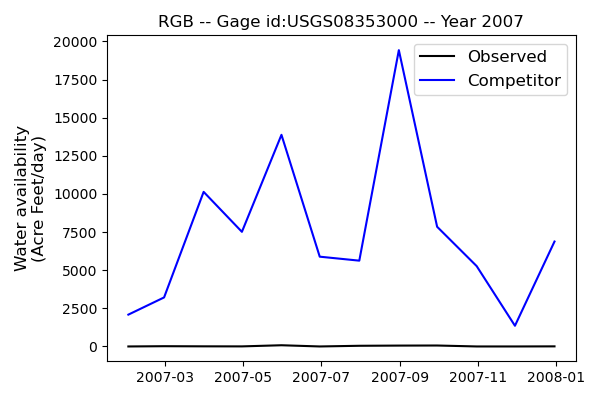 RGB -- Gage id:USGS08353000 -- Year 2007
Water availability
(Acre Feet/day)
20000
17500
15000
12500
10000
7500
5000
2500
0
Observed
Competitor
2007-03 2007-05 2007-07 2007-09 2007-11 2008-01